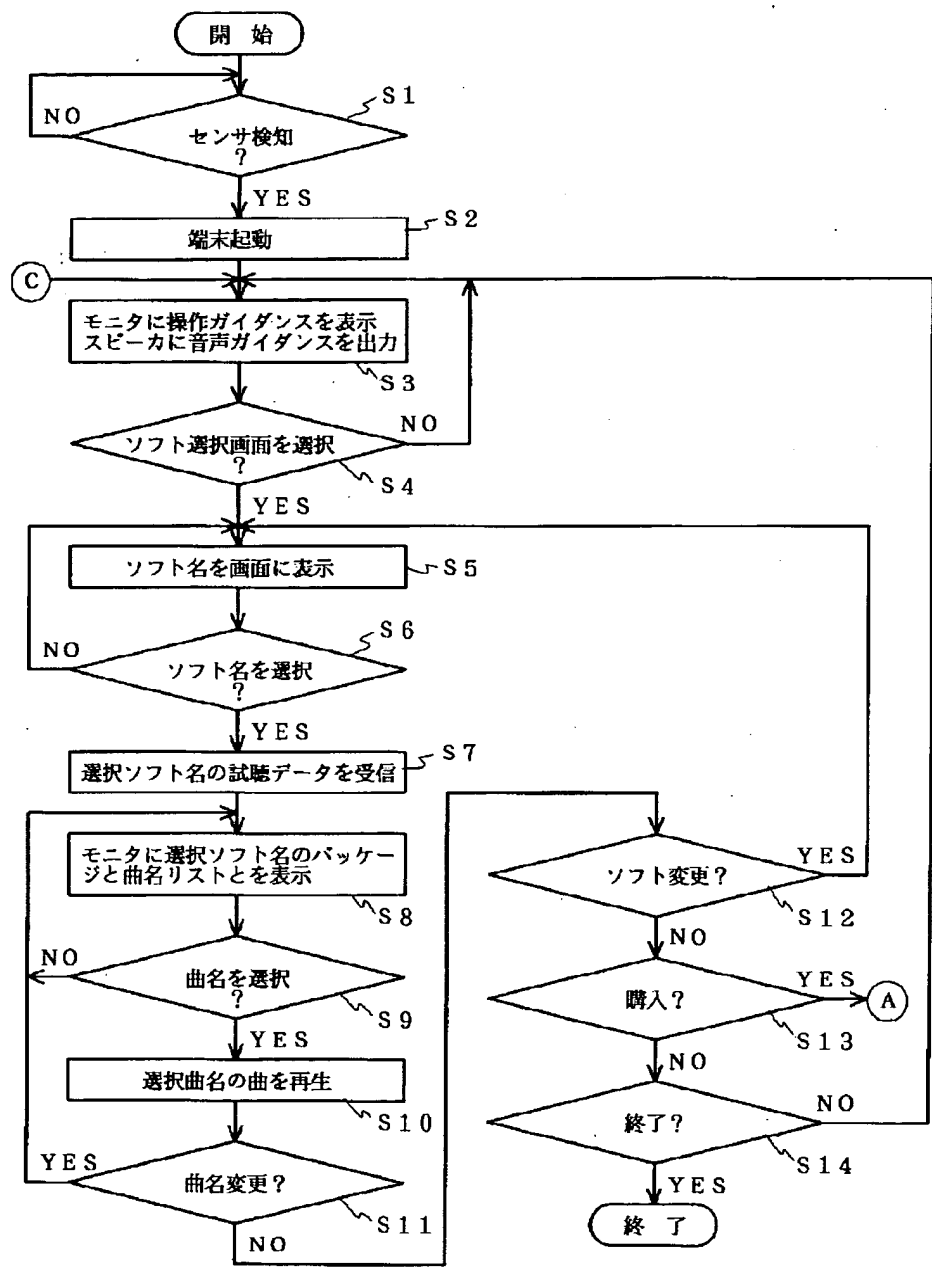 開 始
S1
NO
センサ検知
?
YES
S2
端末起動
C
モニタに操作ガイダンスを表示
スピーカに音声ガイダンスを出力
S3
NO
ソフト選択画面を選択
?
S4
YES
ソフト名を画面に表示
S5
S6
NO
ソフト名を選択
?
YES
S7
選択ソフト名の試聴データを受信
モニタに選択ソフト名のパッケー
ジと曲名リストとを表示
S8
NO
曲名を選択
?
S9
YES
選択曲名の曲を再生
S10
YES
曲名変更?
S11
NO
YES
ソフト変更?
S12
NO
YES
購入?
A
S13
NO
NO
終了?
S14
YES
終 了